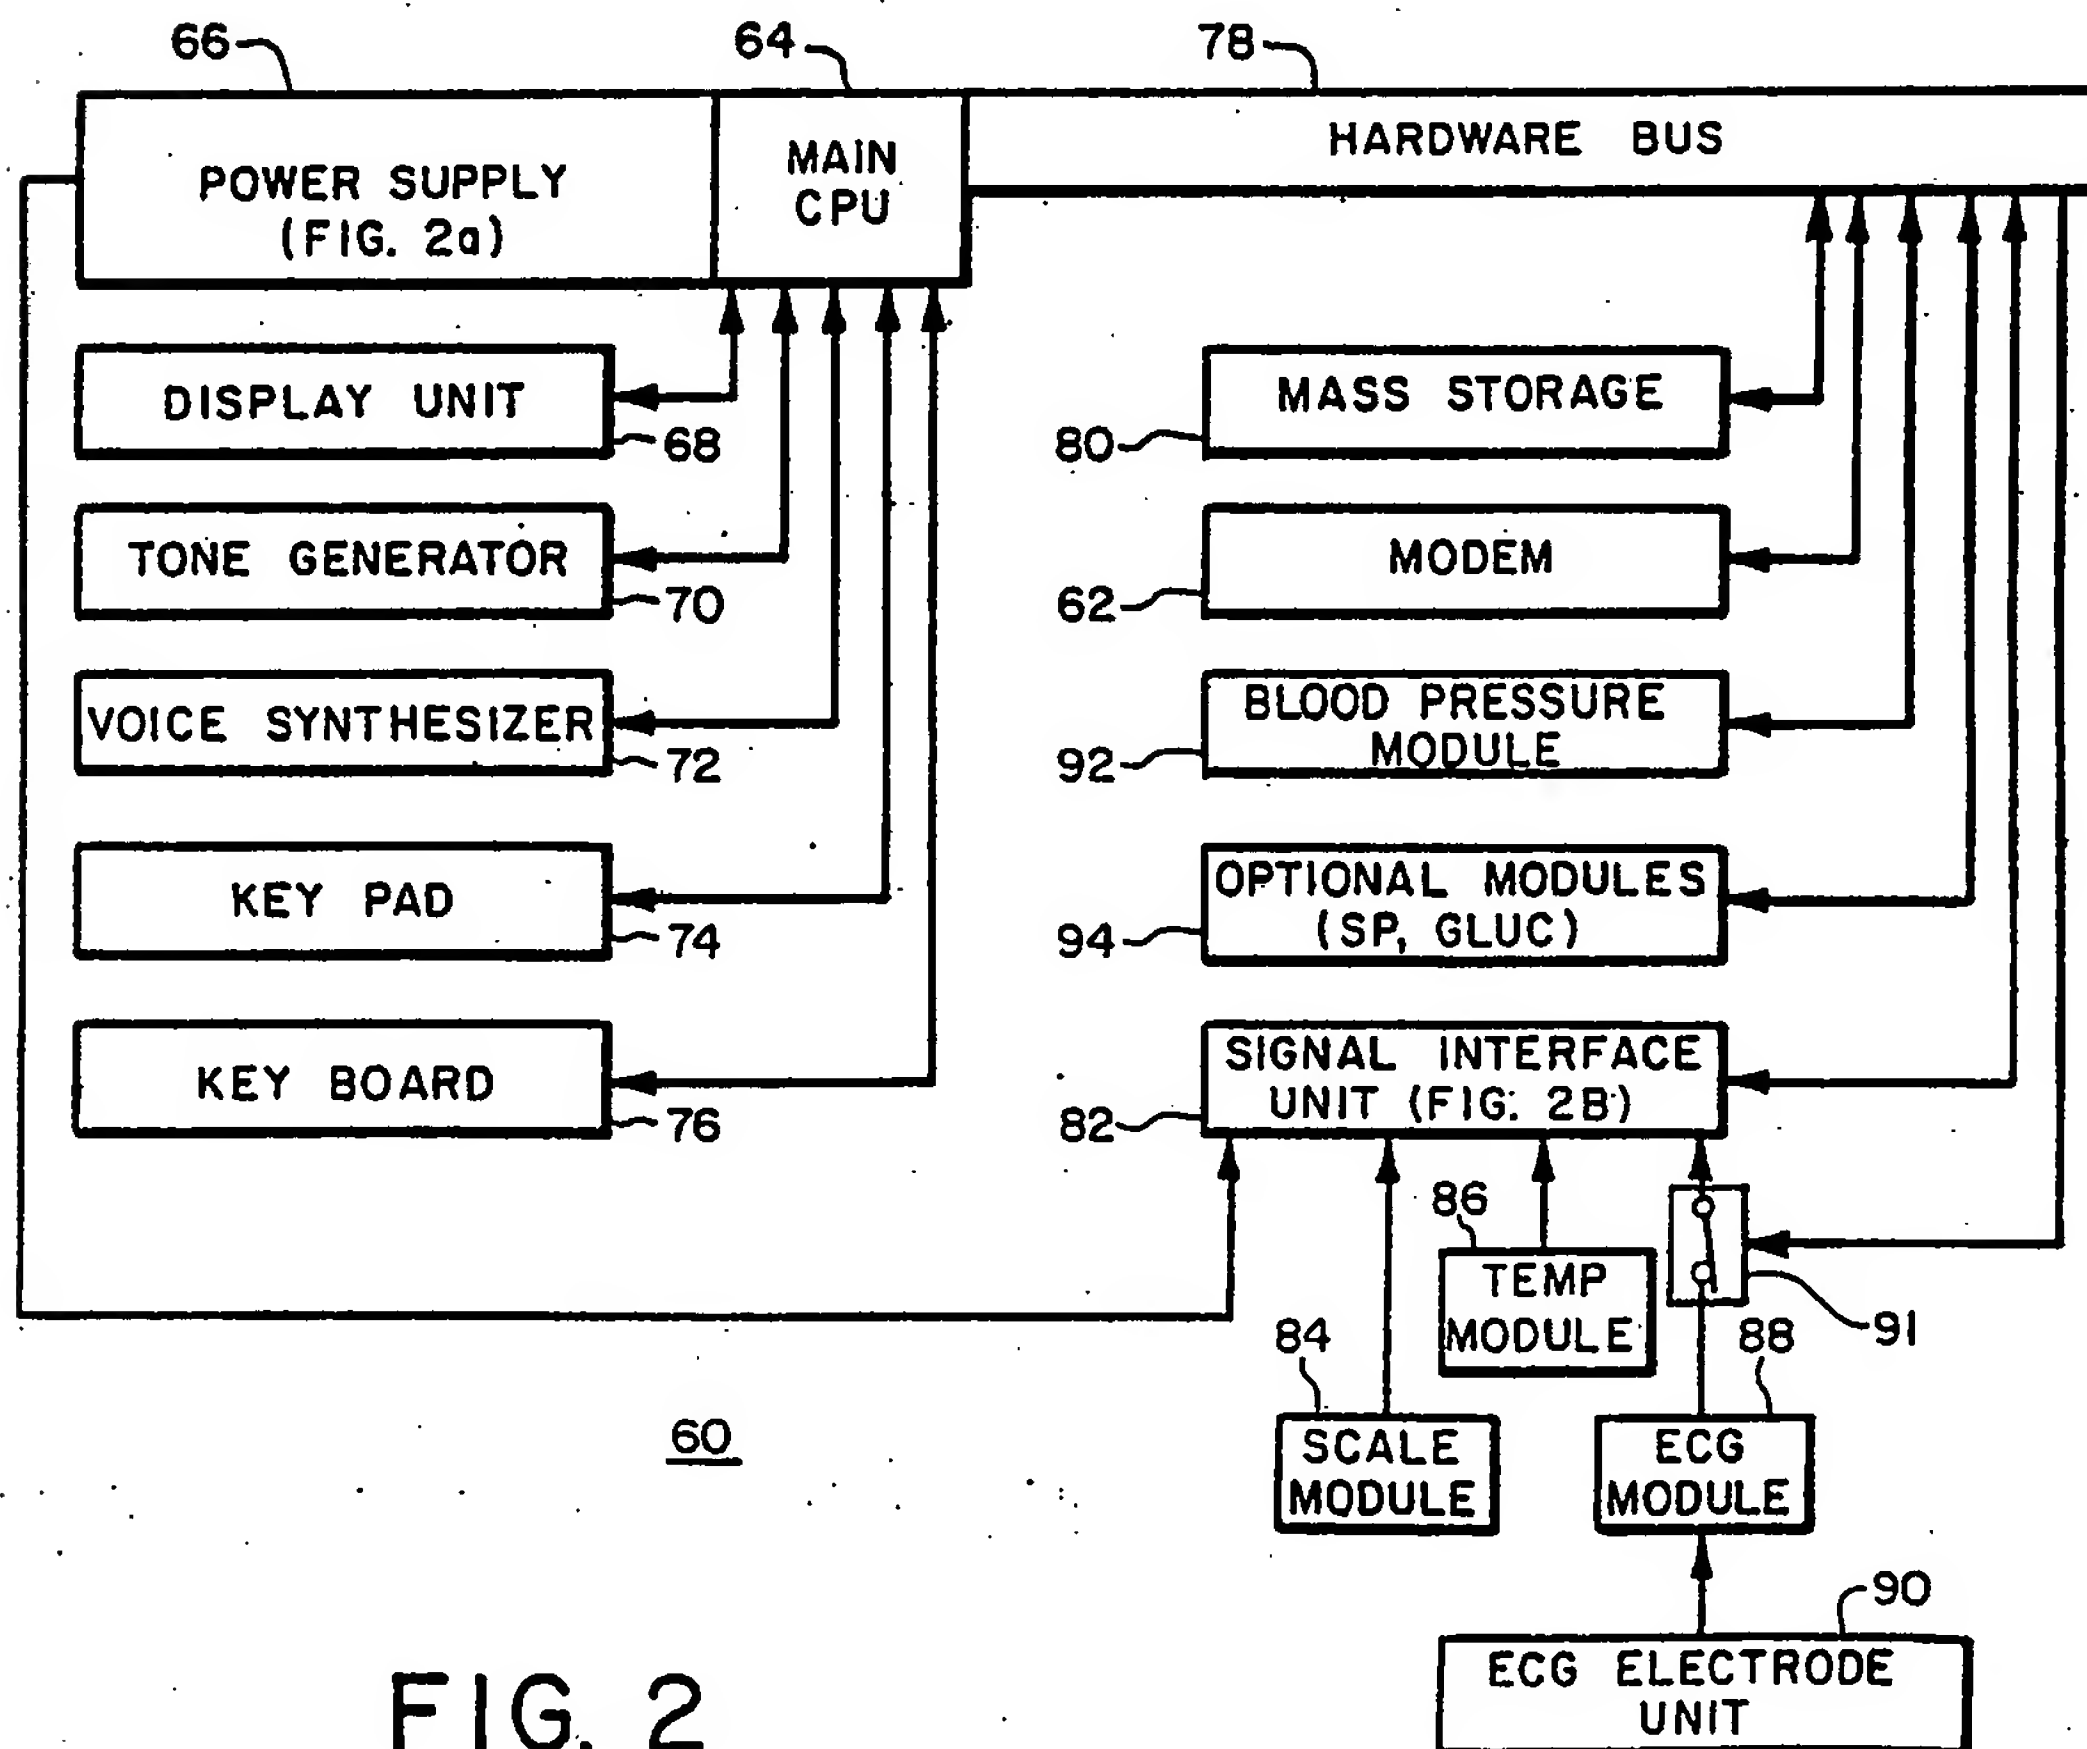 66
64
78
POWER SUPPLY
(FIG. 2a)
MAIN
CPU
HARDWARE BUS
DISPLAY UNIT
68
MASS STORAGE
80
TONE GENERATOR
70
MODEM
62
VOICE SYNTHESIZER
72
BLOOD PRESSURE
MODULE
92
KEY PAD
74
OPTIONAL MODULES
(SP, GLUC)
94
KEY BOARD
76
SIGNAL INTERFACE
UNIT (FIG. 2B)
82
86
TEMP
MODULE
91
84
88
SCALE
MODULE
ECG
MODULE
60
90
ECG ELECTRODE
UNIT
FIG. 2